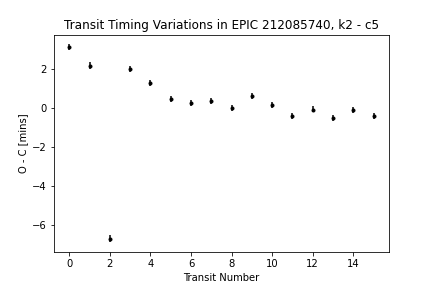 Transit Timing Variations in EPIC 212085740, k2 - c5
2
0
−2
−4
−6
O - C [mins]
0 2 4 6 8 10 12 14
Transit Number